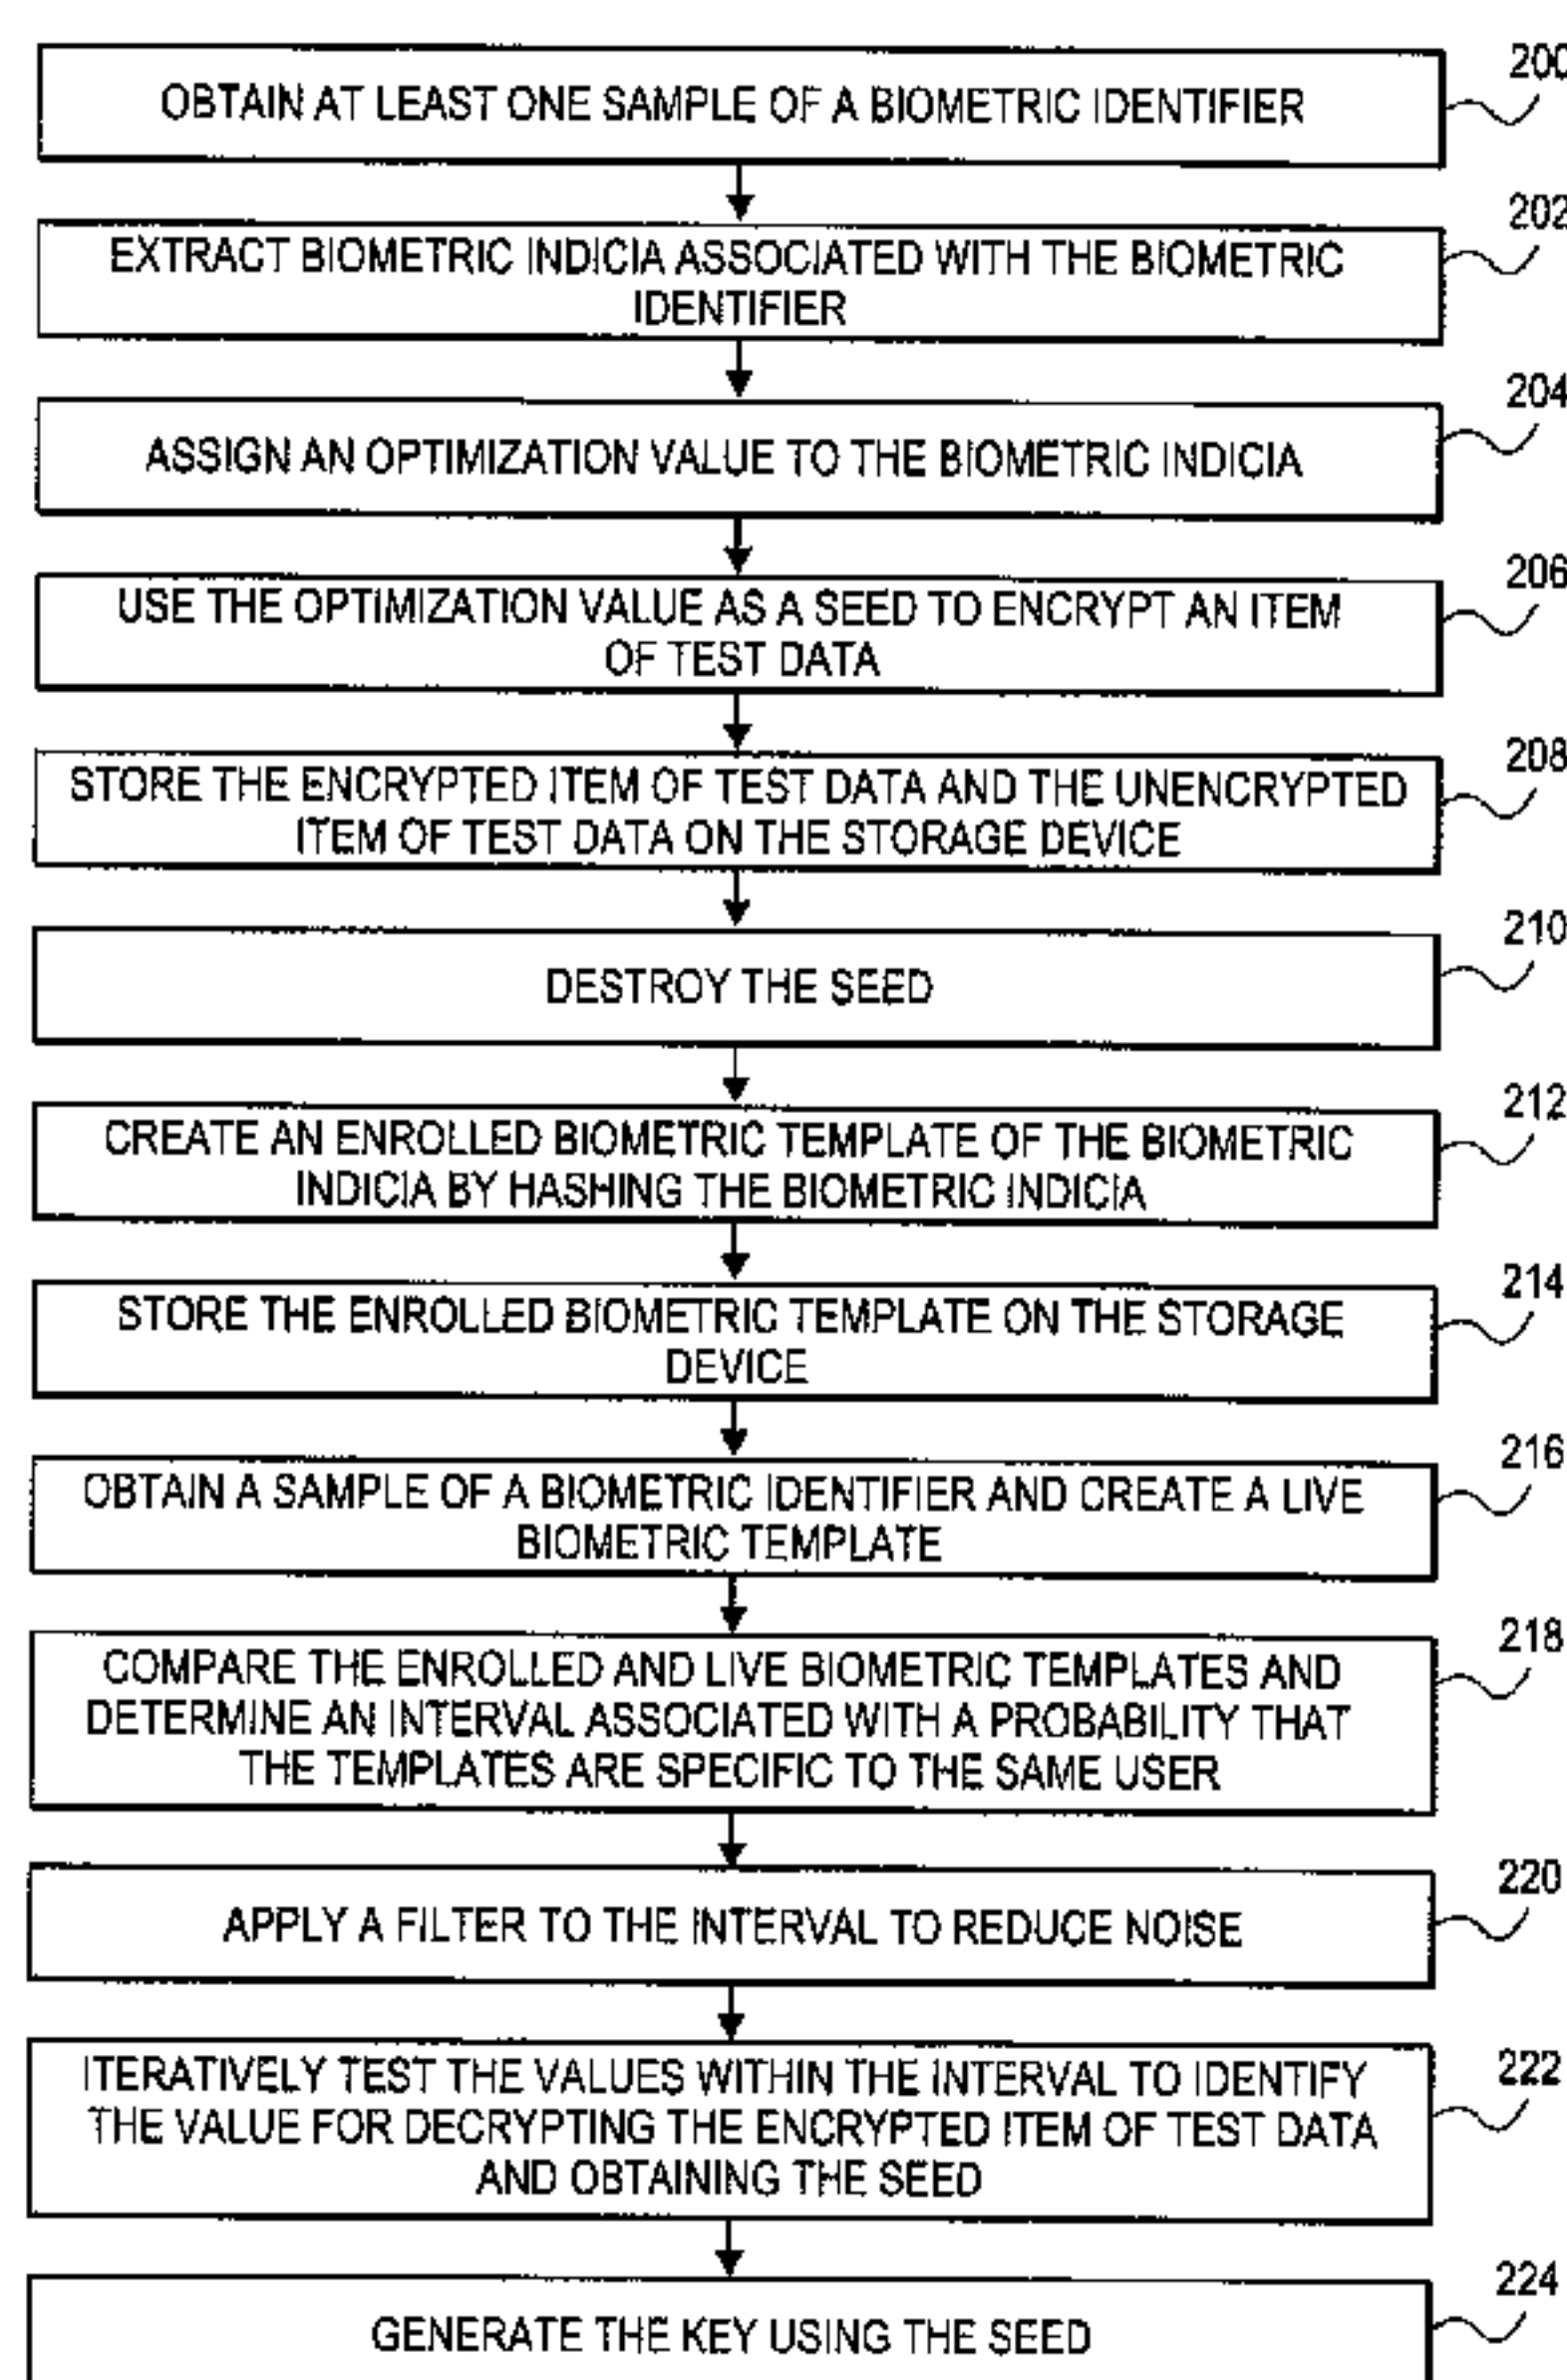 200
OBTAIN AT LEAST ONE SAMPLE OF A BIOMETRIC IDENTIFIER
202
EXTRACT BIOMETRIC INDICIA ASSOCIATED WITH THE BIOMETRIC
IDENTIFIER
204
ASSIGN AN OPTIMIZATION VALUE TO THE BIOMETRIC INDICIA
206
USE THE OPTIMIZATION VALUE AS A SEED TO ENCRYPT AN ITEM
OF TEST DATA
208
STORE THE ENCRYPTED ITEM OF TEST DATA AND THE UNENCRYPTED
ITEM OF TEST DATA ON THE STORAGE DEVICE
210
DESTROY THE SEED
212
CREATE AN ENROLLED BIOMETRIC TEMPLATE OF THE BIOMETRIC
INDICIA BY HASHING THE BIOMETRIC INDICIA
214
STORE THE ENROLLED BIOMETRIC TEMPLATE ON THE STORAGE
DEVICE
216
OBTAIN A SAMPLE OF A BIOMETRIC IDENTIFIER AND CREATE A LIVE
BIOMETRIC TEMPLATE
218
COMPARE THE ENROLLED AND LIVE BIOMETRIC TEMPLATES AND
DETERMINE AN INTERVAL ASSOCIATED WITH A PROBABILITY THAT
THE TEMPLATES ARE SPECIFIC TO THE SAME USER
220
APPLY A FILTER TO THE INTERVAL TO REDUCE NOISE
222
ITERATIVELY TEST THE VALUES WITHIN THE INTERVAL TO IDENTIFY
THE VALUE FOR DECRYPTING THE ENCRYPTED ITEM OF TEST DATA
AND OBTAINING THE SEED
224
GENERATE THE KEY USING THE SEED